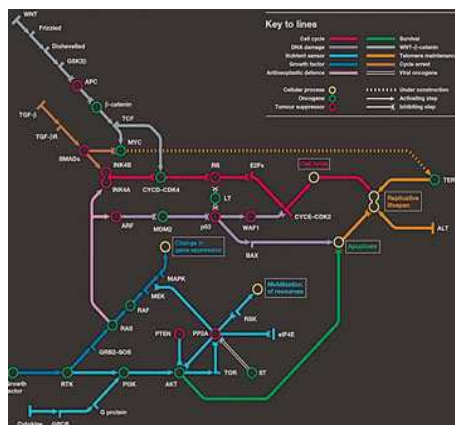 Key to lines
Cell cycle
DNA damage
Nutrient sensor
Growth factor
Antineoplastic defence
Survival
WNT-β-catenin
Telomere maintenance
Cycle arrest
Viral oncogene
Cellular process
Oncogene
Tumour suppressor
Under construction
Activating step
Inhibiting step
WNT
Frizzled
Dishevelled
GSK3β
APC
β-catenin
TCF
MYC
TGF-β
TGF-βR
SMADs
INK4B
INK4A
CYCD-CDK4
RB
E2Fs
LT
CYCE-CDK2
TERT
Replicative
lifespan
ALT
ARF
MDM2
p53
WAF1
BAX
Apoptosis
Change in
gene expression
MAPK
MEK
RAF
RAS
GRB2-SOS
Mobilization
of resources
RSK
PTEN
PP2A
eIF4E
Growth
factor
RTK
PI3K
AKT
TOR
ST
G protein
GPCR
Cytokine